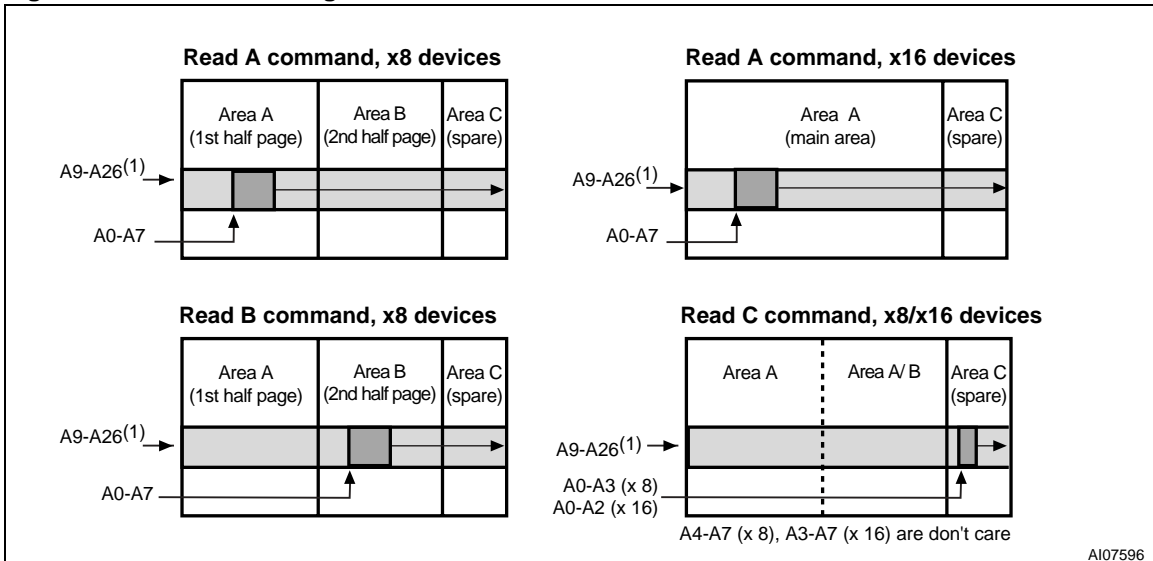 Read A command, x8 devices
Area A
(1st half page)
Area B
(2nd half page)
Area C
(spare)
A9-A26(1)
A0-A7
Read A command, x16 devices
Area A
(main area)
Area C
(spare)
A9-A26(1)
A0-A7
Read B command, x8 devices
Area A
(1st half page)
Area B
(2nd half page)
Area C
(spare)
A9-A26(1)
A0-A7
Read C command, x8/x16 devices
Area A
Area A/ B
Area C
(spare)
A9-A26(1)
A0-A3 (x 8)
A0-A2 (x 16)
A4-A7 (x 8), A3-A7 (x 16) are don't care
AI07596